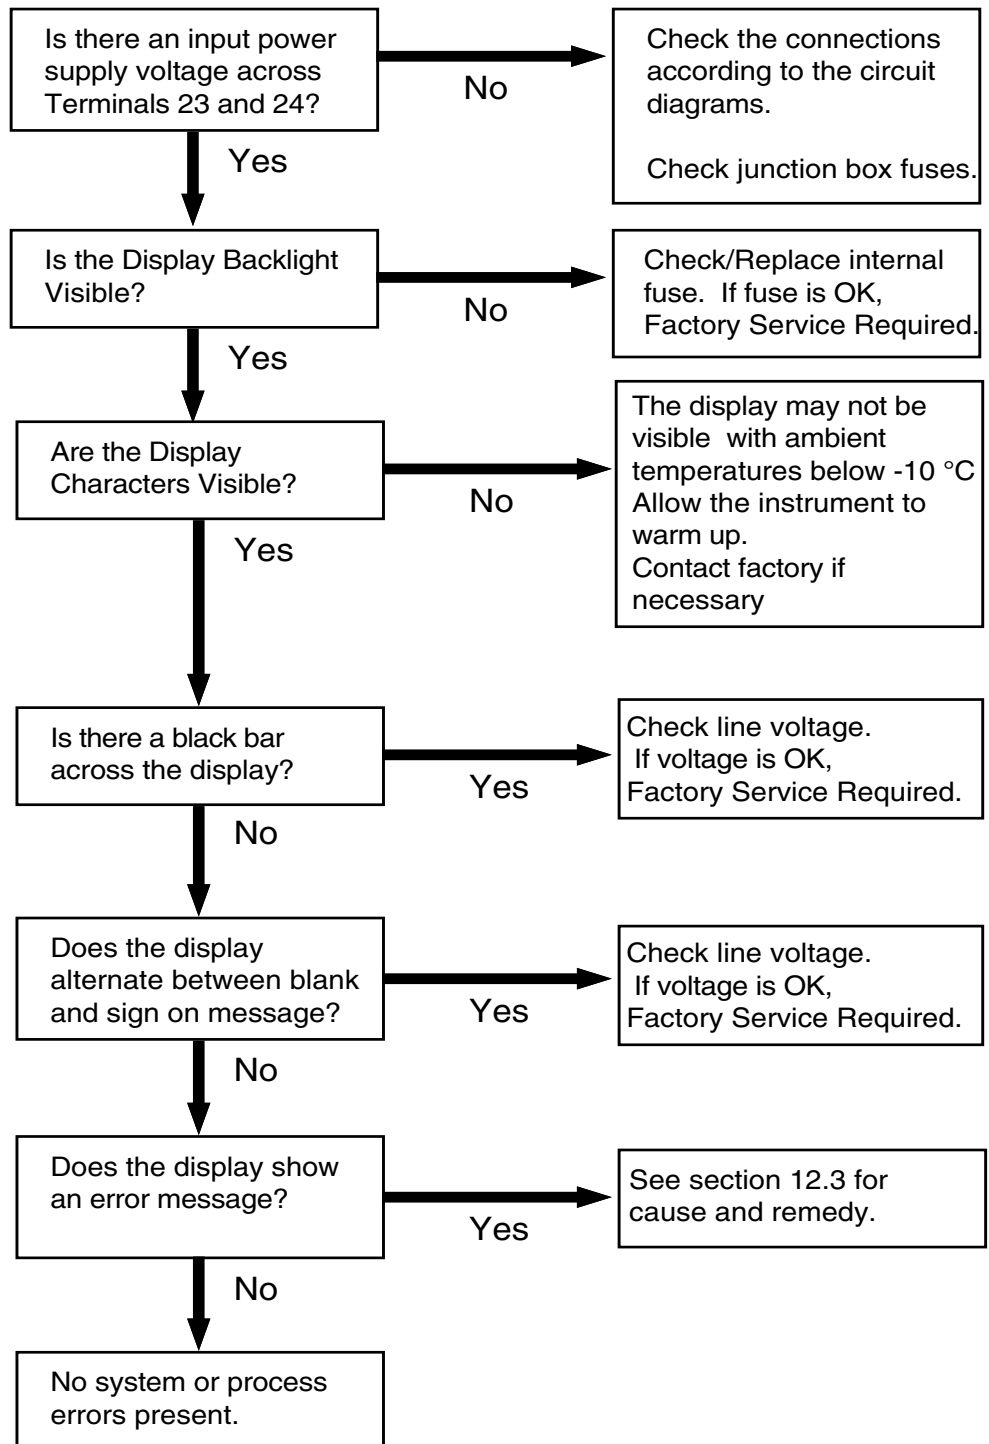 Is there an input power
supply voltage across
Terminals 23 and 24?
No
Check the connections
according to the circuit
diagrams.
Check junction box fuses.
Yes
Is the Display Backlight
Visible?
No
Check/Replace internal
fuse. If fuse is OK,
Factory Service Required.
Yes
Are the Display
Characters Visible?
No
The display may not be
visible with ambient
temperatures below -10 °C
Allow the instrument to
warm up.
Contact factory if
necessary
Yes
Is there a black bar
across the display?
Yes
Check line voltage.
If voltage is OK,
Factory Service Required.
No
Does the display
alternate between blank
and sign on message?
Yes
Check line voltage.
If voltage is OK,
Factory Service Required.
No
Does the display show
an error message?
Yes
See section 12.3 for
cause and remedy.
No
No system or process
errors present.